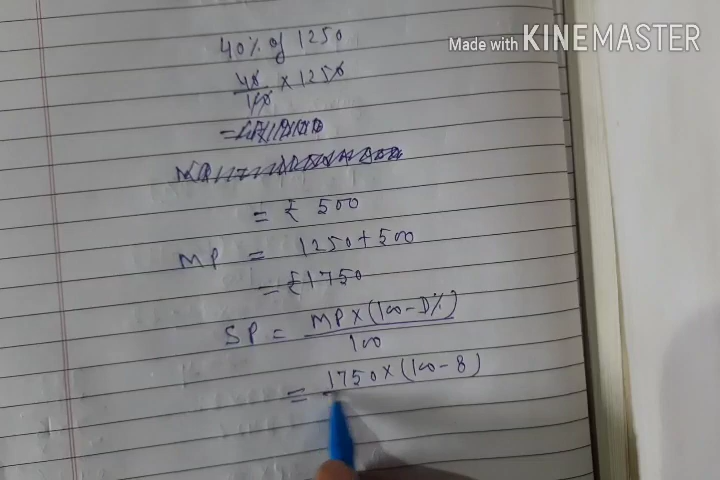 Made with KINEMASTER
40% of 1250
40/100 × 1250
= ₹ 500
MP = 1250+500
= ₹1750
SP = MP×(100-D%)/100
= 1750×(100-8)